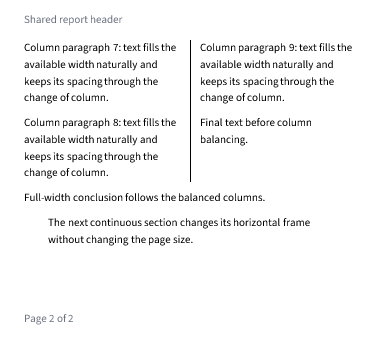 Shared report header
Column paragraph 7: text fills the
available width naturally and
keeps its spacing through the
change of column.
Column paragraph 8: text fills the
available width naturally and
keeps its spacing through the
change of column.
Column paragraph 9: text fills the
available width naturally and
keeps its spacing through the
change of column.
Final text before column
balancing.
Full-width conclusion follows the balanced columns.
The next continuous section changes its horizontal frame
without changing the page size.
Page 2 of 2